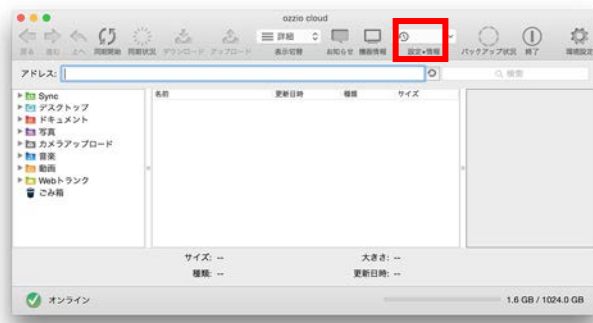 ozzio cloud
戻る 進む 上へ 同期開始 同期状況 ダウンロード アップロード 表示切替 お知らせ 機器情報 設定・情報 バックアップ状況 終了 環境設定
詳細
アドレス:
検索
名前 更新日時 種類 サイズ
Sync
デスクトップ
ドキュメント
写真
カメラアップロード
音楽
動画
Webトランク
ごみ箱
サイズ: -- 大きさ: --
種類: -- 更新日時: --
オンライン 1.6 GB / 1024.0 GB